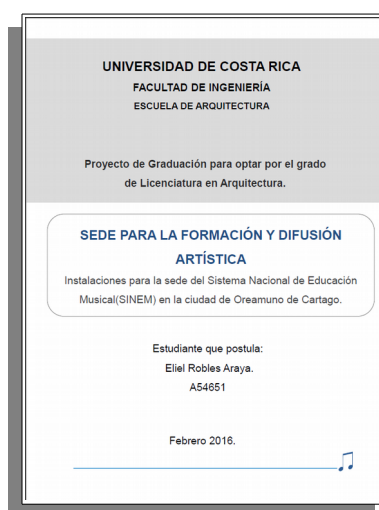 UNIVERSIDAD DE COSTA RICA
FACULTAD DE INGENIERÍA
ESCUELA DE ARQUITECTURA
Proyecto de Graduación para optar por el grado
de Licenciatura en Arquitectura.
SEDE PARA LA FORMACIÓN Y DIFUSIÓN
ARTÍSTICA
Instalaciones para la sede del Sistema Nacional de Educación
Musical(SINEM) en la ciudad de Oreamuno de Cartago.
Estudiante que postula:
Eliel Robles Araya.
A54651
Febrero 2016.